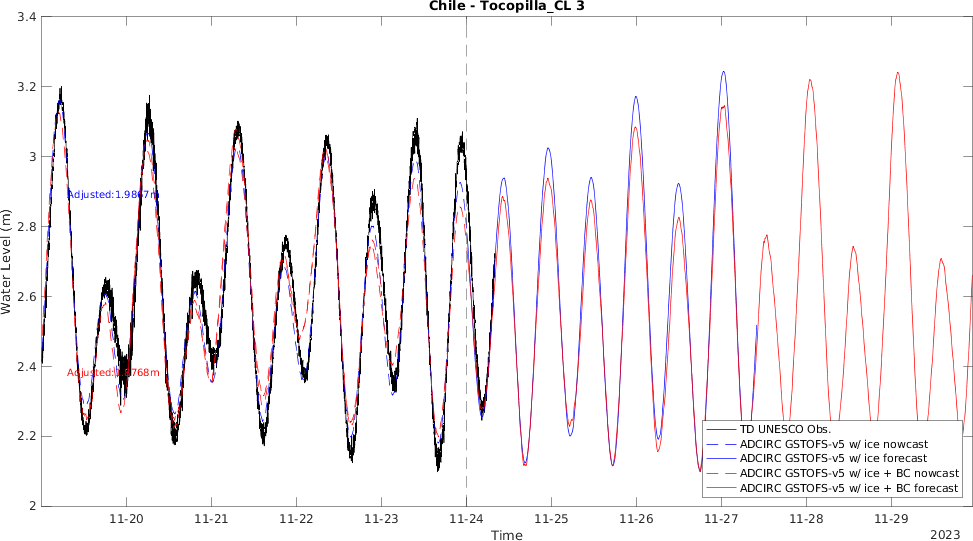 Chile - Tocopilla_CL 3
3.4
3.2
3
2.8
2.6
2.4
2.2
2
Water Level (m)
Adjusted:1.9867m
TD UNESCO Obs.
ADCIRC GSTOFS-v5 w/ ice nowcast
ADCIRC GSTOFS-v5 w/ ice forecast
ADCIRC GSTOFS-v5 w/ ice + BC nowcast
ADCIRC GSTOFS-v5 w/ ice + BC forecast
11-20
11-21
11-22
11-23
11-24
11-25
11-26
11-27
11-28
11-29
Time
2023